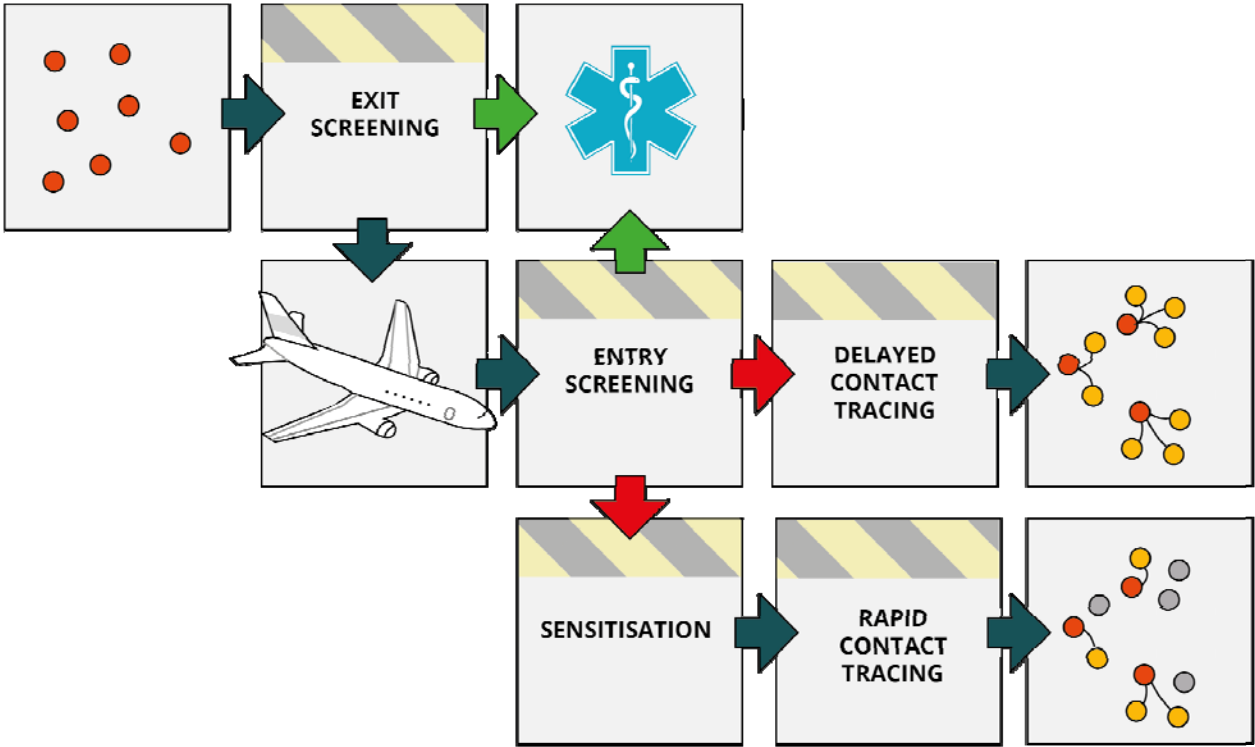 EXIT
SCREENING
ENTRY
SCREENING
DELAYED
CONTACT
TRACING
SENSITISATION
RAPID
CONTACT
TRACING